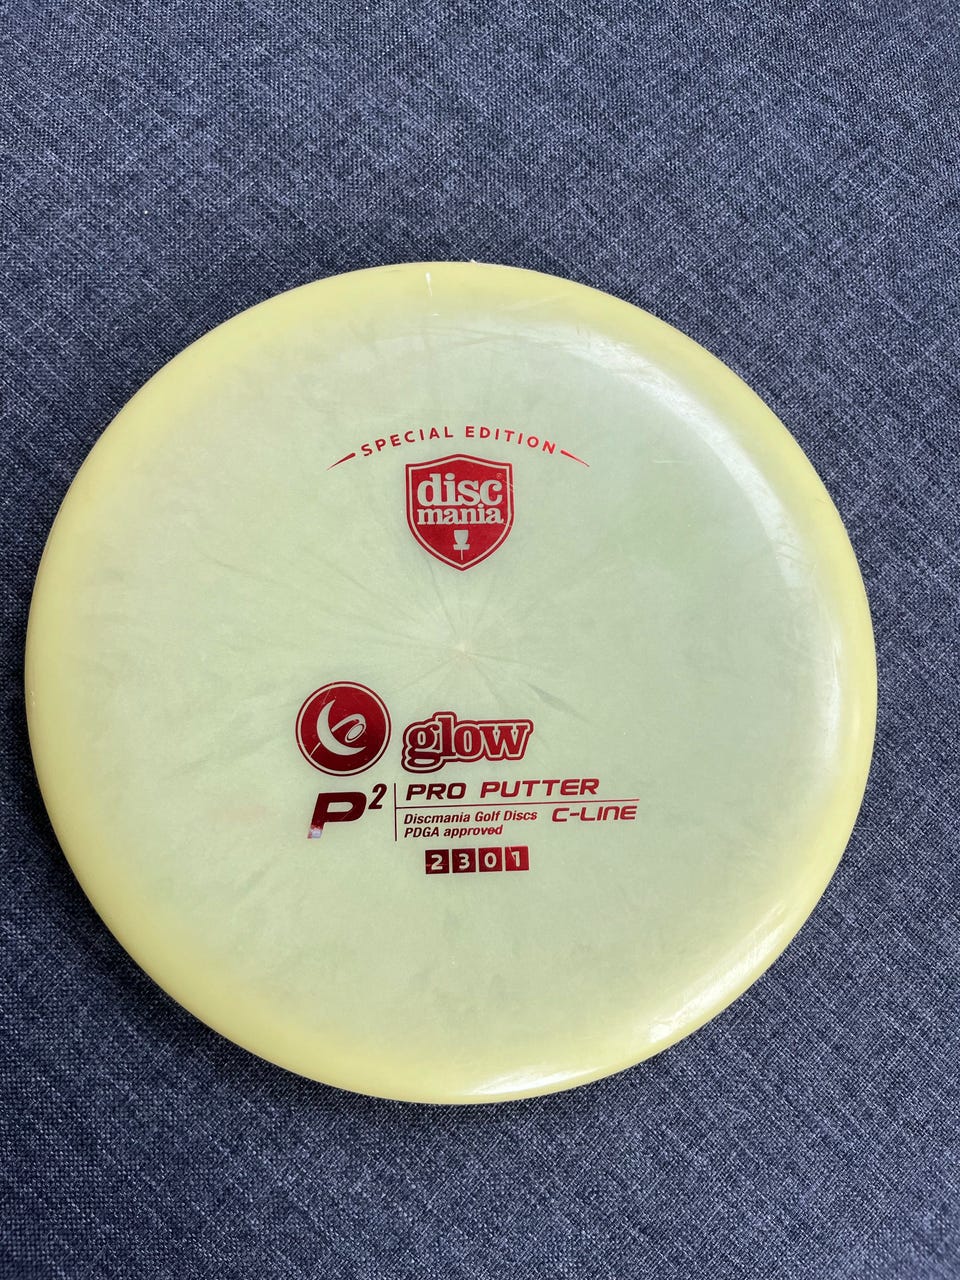 SPECIAL EDITION
disc
mania
glow
P2 PRO PUTTER
Discmania Golf Discs C-LINE
PDGA approved
2 3 0 1